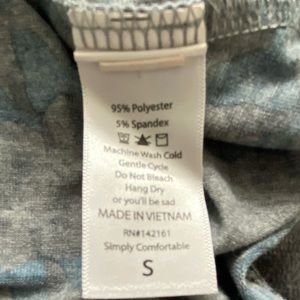 95% Polyester
5% Spandex
Machine Wash Cold
Gentle Cycle
Do Not Bleach
Hang Dry
or you'll be sad
MADE IN VIETNAM
RN#142161
Simply Comfortable
S